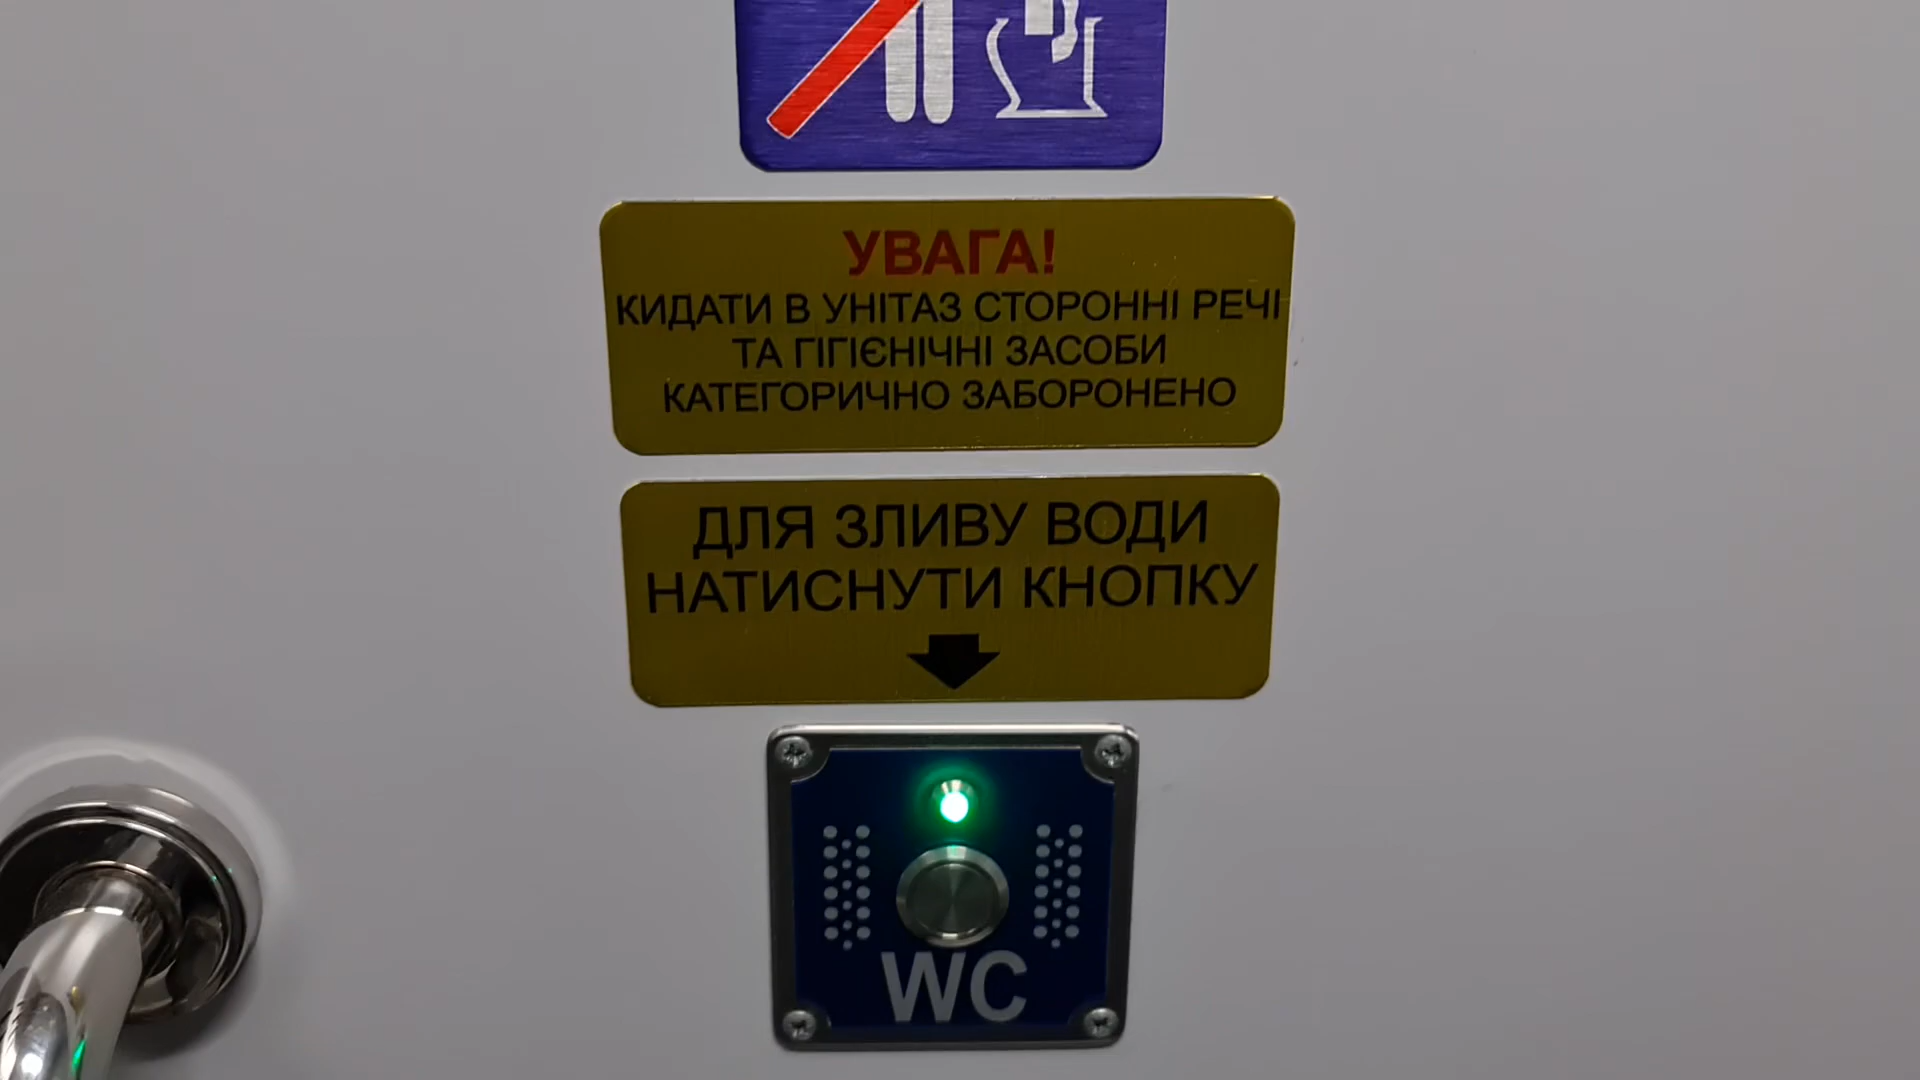 УВАГА!
КИДАТИ В УНІТАЗ СТОРОННІ РЕЧІ
ТА ГІГІЄНІЧНІ ЗАСОБИ
КАТЕГОРИЧНО ЗАБОРОНЕНО
ДЛЯ ЗЛИВУ ВОДИ
НАТИСНУТИ КНОПКУ
WC